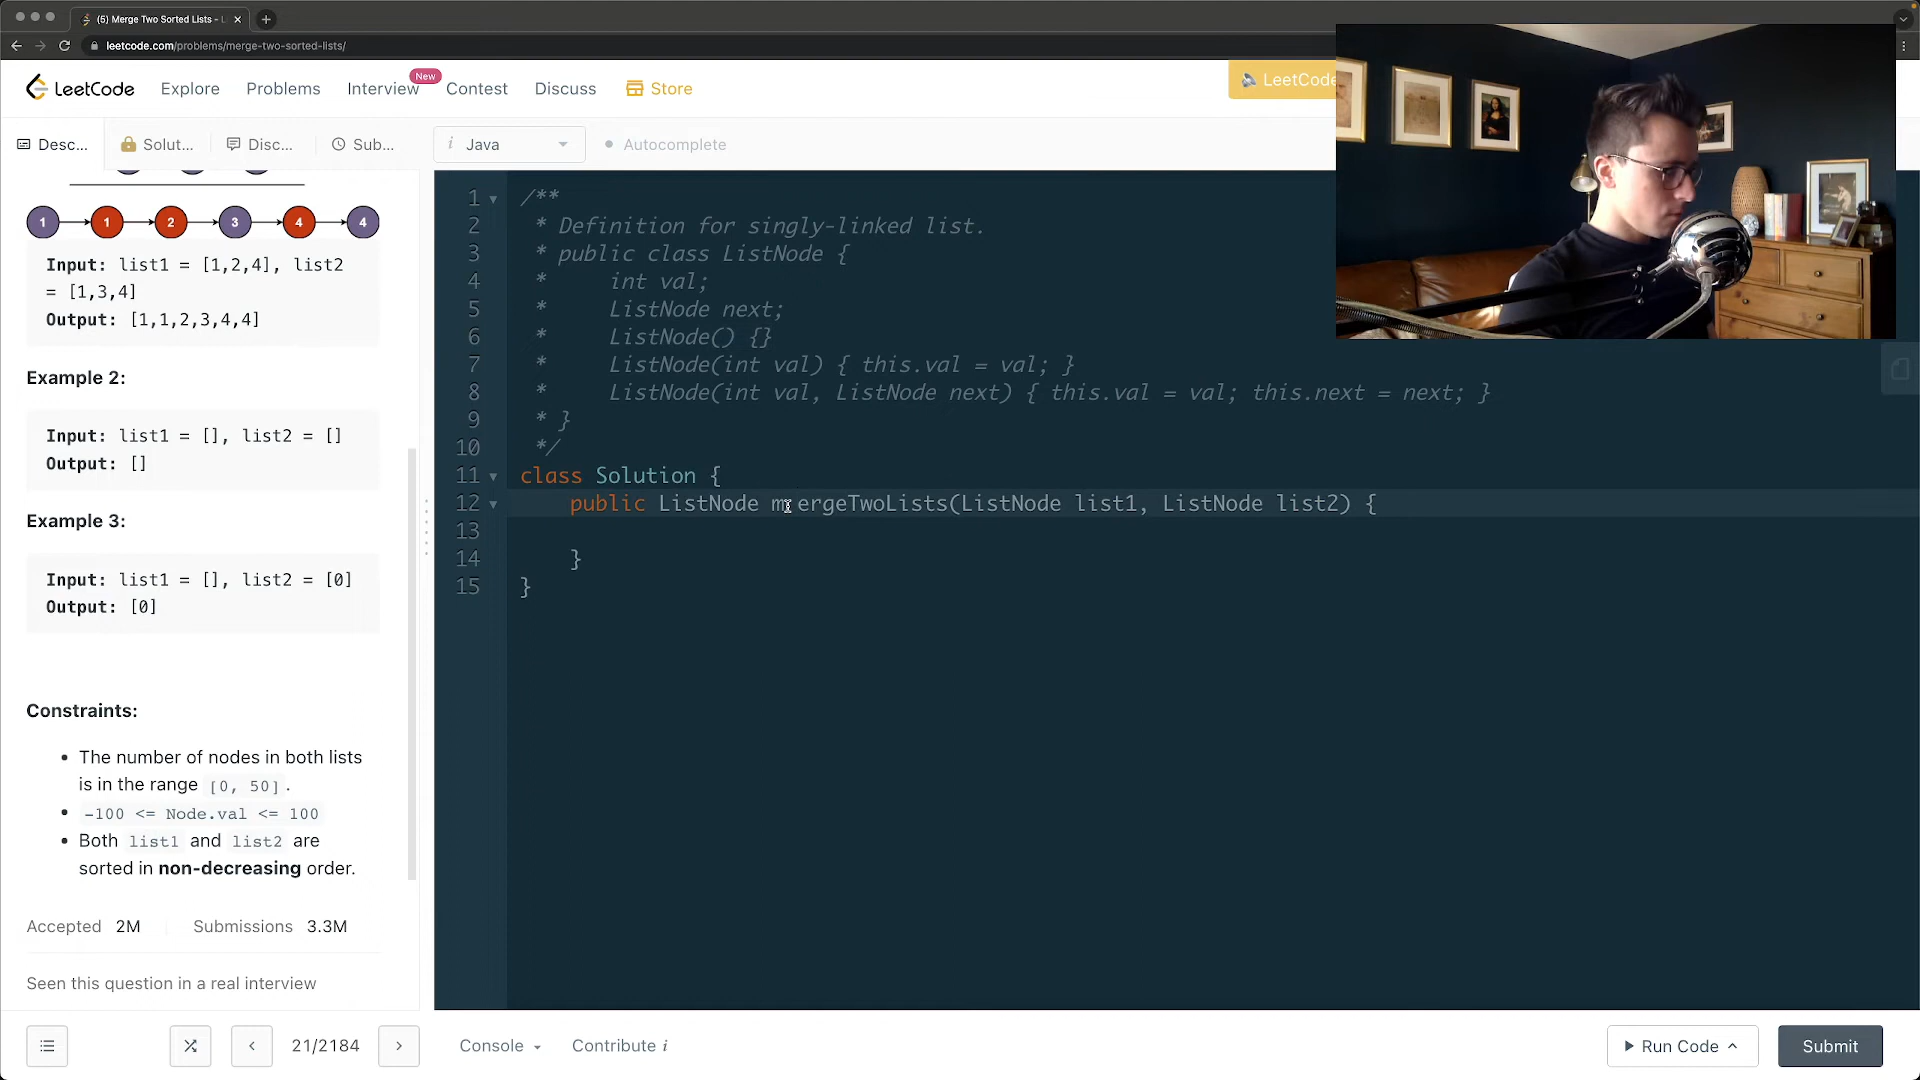 (5) Merge Two Sorted Lists - L
leetcode.com/problems/merge-two-sorted-lists/
LeetCode
Explore
Problems
Interview
New
Contest
Discuss
Store
LeetCode
Desc...
Solut...
Disc...
Sub...
i Java
Autocomplete
1 1 2 3 4 4
Input: list1 = [1,2,4], list2
= [1,3,4]
Output: [1,1,2,3,4,4]
Example 2:
Input: list1 = [], list2 = []
Output: []
Example 3:
Input: list1 = [], list2 = [0]
Output: [0]
Constraints:
• The number of nodes in both lists
is in the range [0, 50].
• -100 <= Node.val <= 100
• Both list1 and list2 are
sorted in non-decreasing order.
Accepted 2M Submissions 3.3M
Seen this question in a real interview
21/2184
1 /**
2 * Definition for singly-linked list.
3 * public class ListNode {
4 * int val;
5 * ListNode next;
6 * ListNode() {}
7 * ListNode(int val) { this.val = val; }
8 * ListNode(int val, ListNode next) { this.val = val; this.next = next; }
9 * }
10 */
11 class Solution {
12 public ListNode mergeTwoLists(ListNode list1, ListNode list2) {
13
14 }
15 }
Console
Contribute i
Run Code
Submit